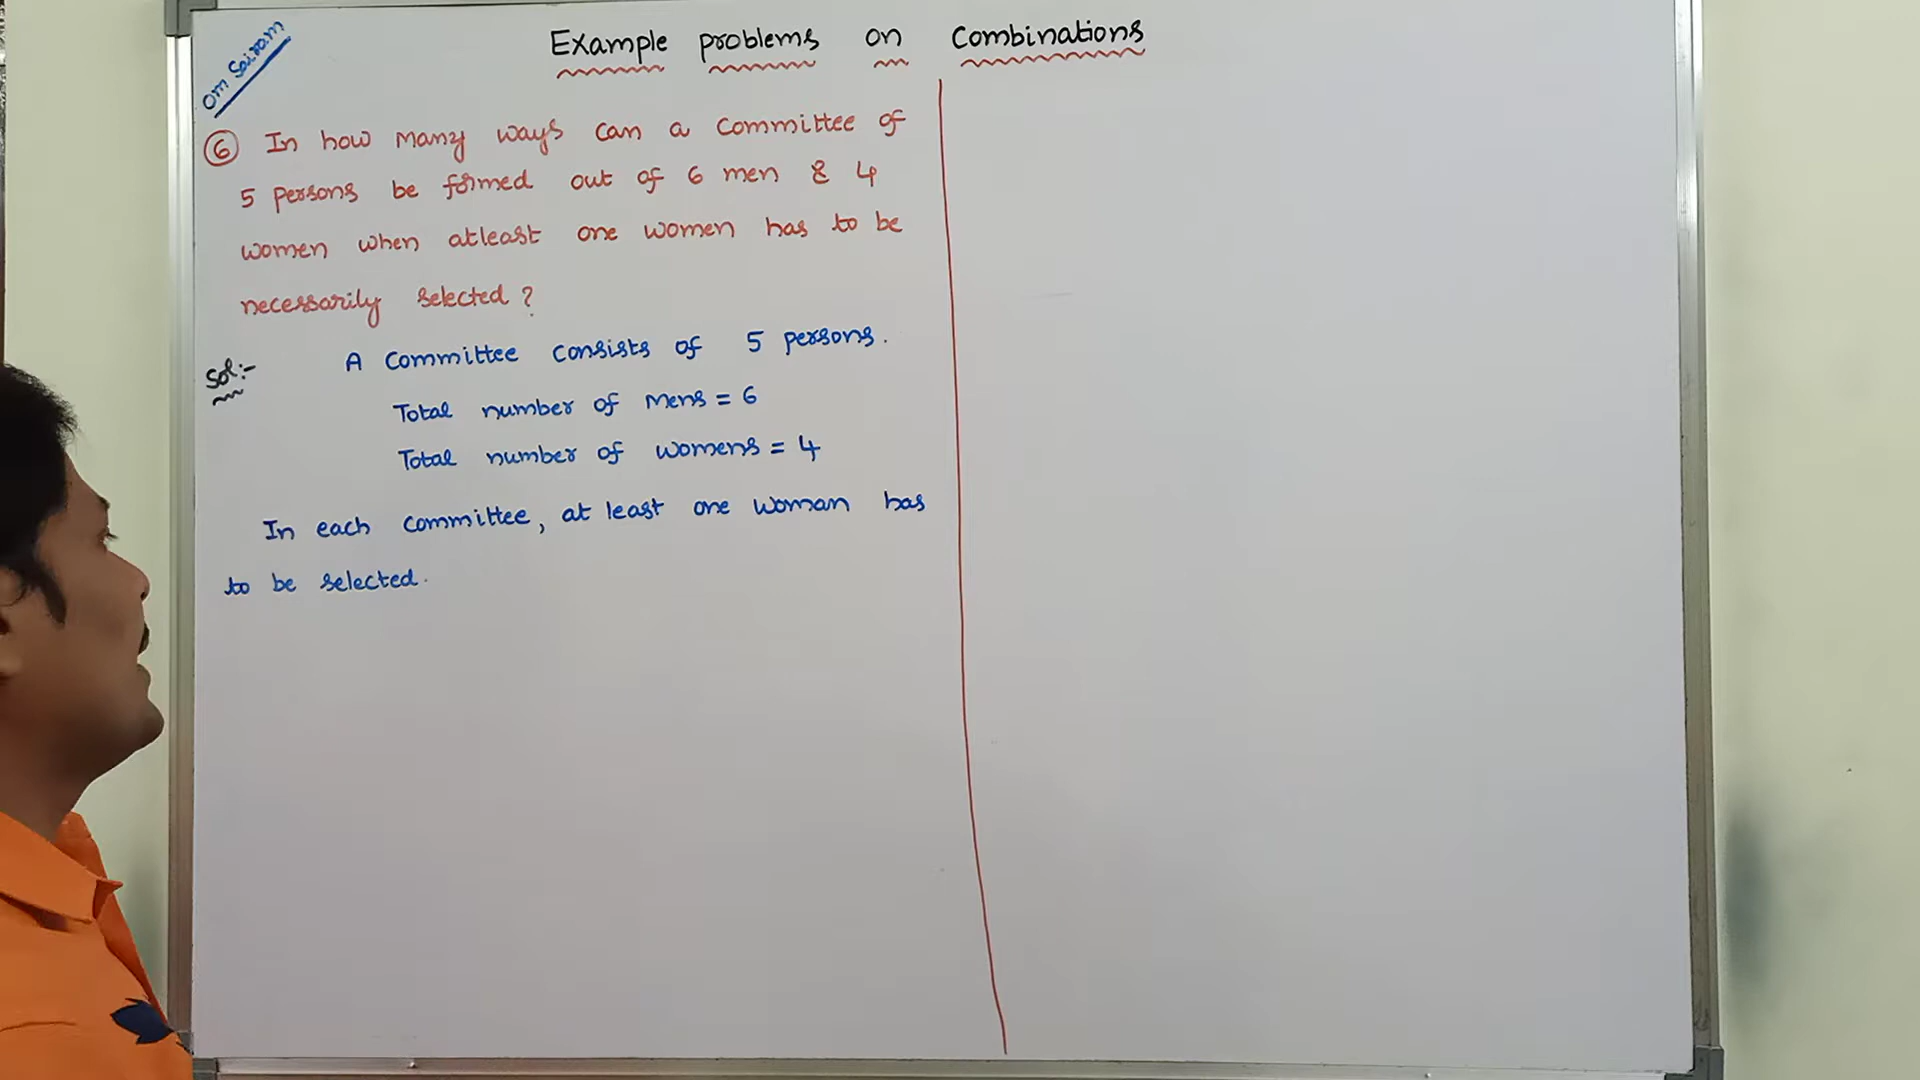 Om Sairam
Example problems on Combinations
6 In how many ways can a committee of
5 persons be formed out of 6 men & 4
women when atleast one women has to be
necessarily selected ?
Sol:-
A committee consists of 5 persons.
Total number of mens = 6
Total number of womens = 4
In each committee, at least one woman has
to be selected.